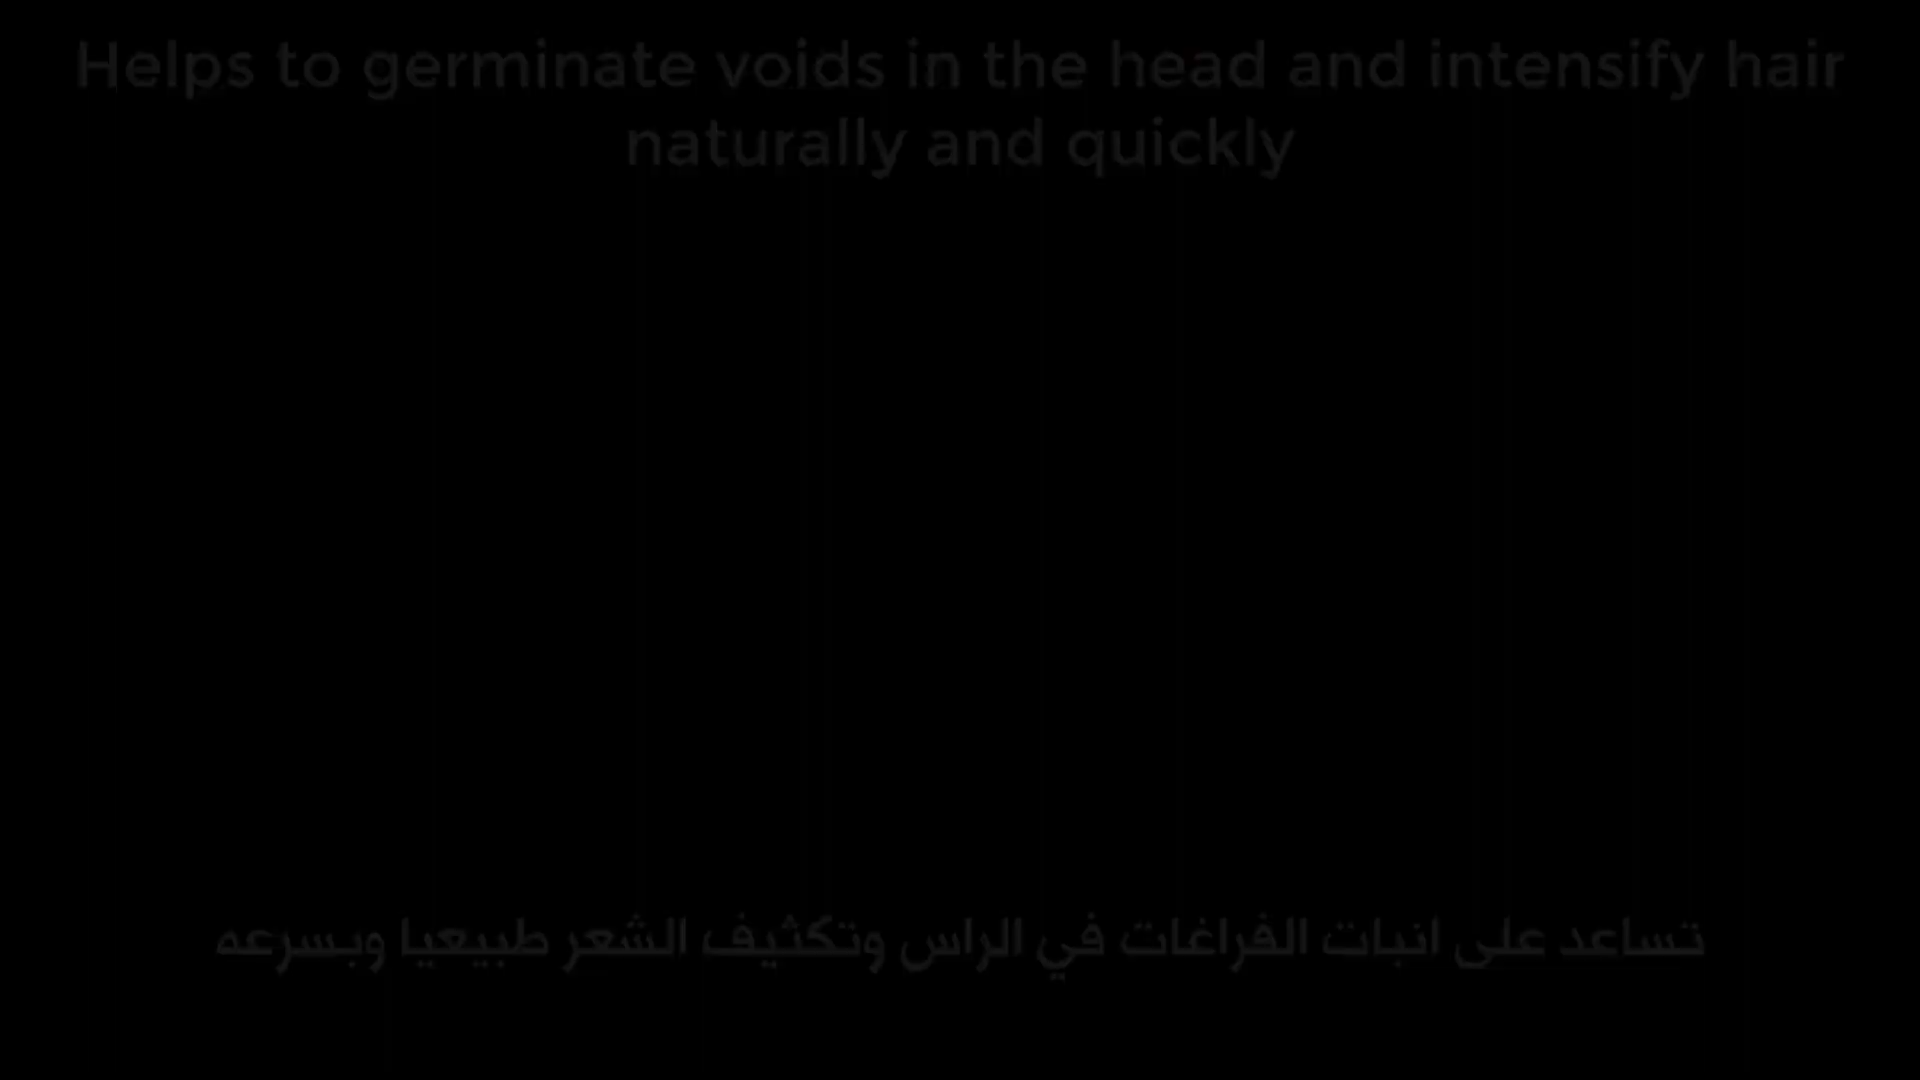 Helps to germinate voids in the head and intensify hair
naturally and quickly
تساعد على انبات الفراغات في الراس وتكثيف الشعر طبيعيا وبسرعه